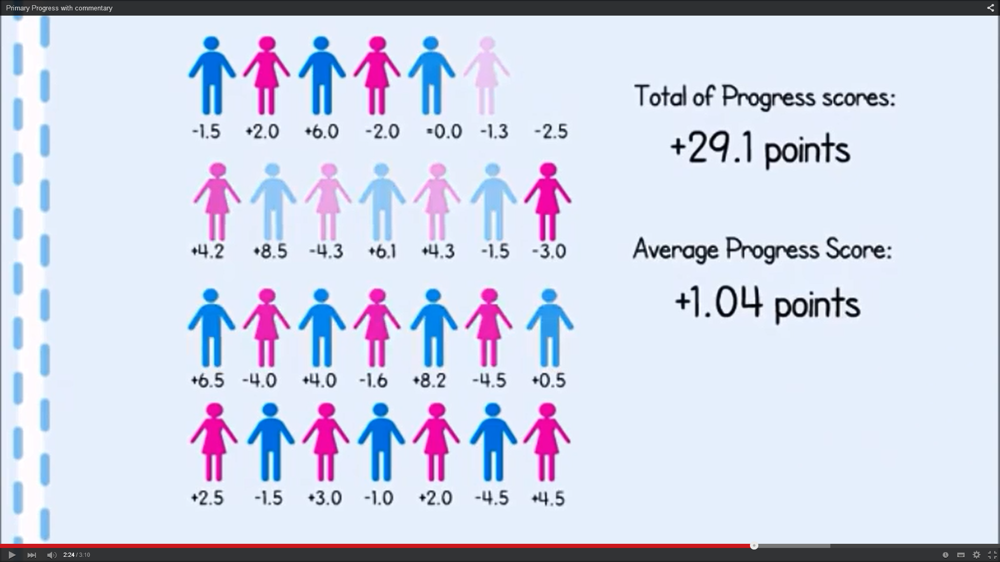 Primary Progress with commentary
-1.5 +2.0 +6.0 -2.0 =0.0 -1.3 -2.5
Total of Progress scores:
+29.1 points
+4.2 +8.5 -4.3 +6.1 +4.3 -1.5 -3.0
Average Progress Score:
+1.04 points
+6.5 -4.0 +4.0 -1.6 +8.2 -4.5 +0.5
+2.5 -1.5 +3.0 -1.0 +2.0 -4.5 +4.5
2:24 / 3:10